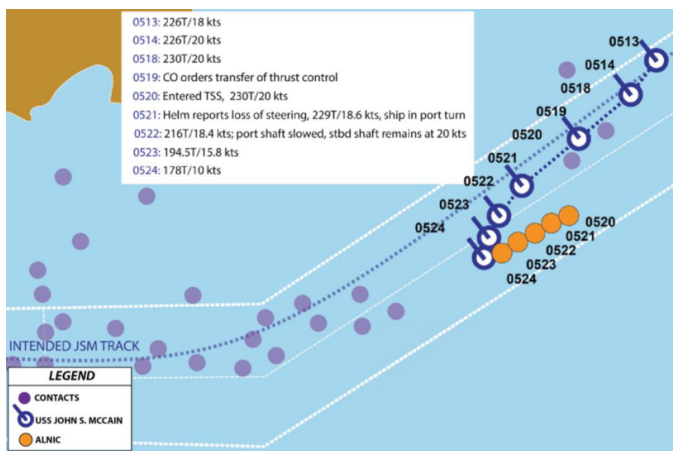 0513: 226T/18 kts
0514: 226T/20 kts
0518: 230T/20 kts
0519: CO orders transfer of thrust control
0520: Entered TSS, 230T/20 kts
0521: Helm reports loss of steering, 229T/18.6 kts, ship in port turn
0522: 216T/18.4 kts; port shaft slowed, stbd shaft remains at 20 kts
0523: 194.5T/15.8 kts
0524: 178T/10 kts
0513
0514
0518
0519
0520
0521
0522
0523
0524
0520
0521
0522
0523
0524
INTENDED JSM TRACK
LEGEND
CONTACTS
USS JOHN S. MCCAIN
ALNIC